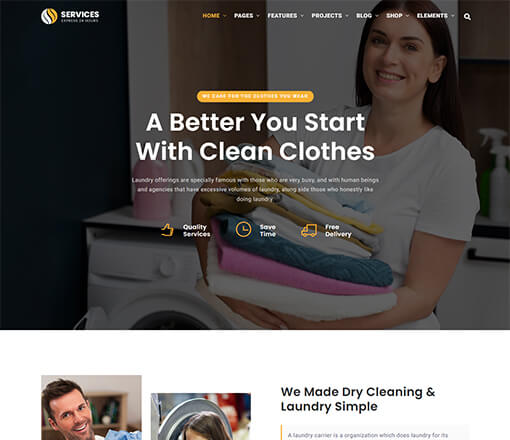 SERVICES
EXPRESS 24 HOURS
HOME PAGES FEATURES PROJECTS BLOG SHOP ELEMENTS
WE CARE FOR THE CLOTHES YOU WEAR
A Better You Start
With Clean Clothes
Laundry offerings are specially famous with those who are very busy, and with human beings
and agencies that have excessive volumes of laundry, along side those who honestly like
doing laundry
Quality
Services
Save
Time
Free
Delivery
We Made Dry Cleaning &
Laundry Simple
A laundry carrier is a organization which does laundry for its